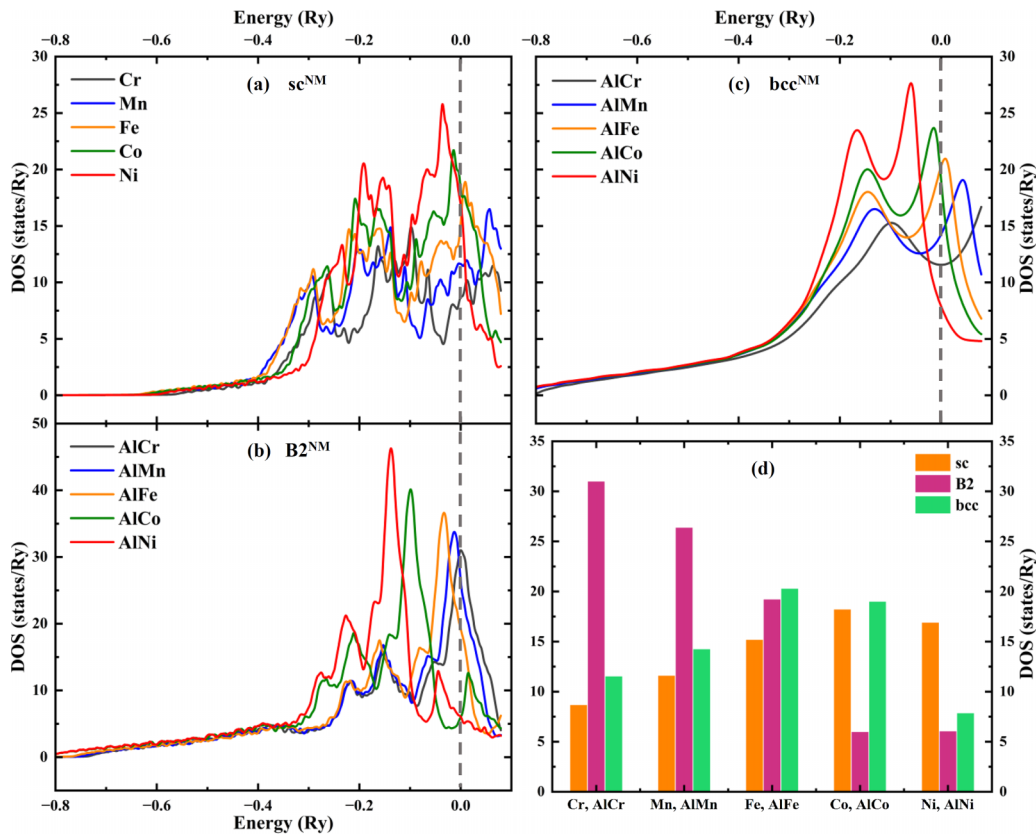 Energy (Ry)
−0.8 −0.6 −0.4 −0.2 0.0
30
25
20
15
10
5
0
DOS (states/Ry)
(a) sc^NM
Cr
Mn
Fe
Co
Ni
Energy (Ry)
−0.8 −0.6 −0.4 −0.2 0.0
(c) bcc^NM
AlCr
AlMn
AlFe
AlCo
AlNi
30
25
20
15
10
5
0
DOS (states/Ry)
50
40
30
20
10
0
DOS (states/Ry)
(b) B2^NM
AlCr
AlMn
AlFe
AlCo
AlNi
−0.8 −0.6 −0.4 −0.2 0.0
Energy (Ry)
35
30
25
20
15
10
5
0
(d)
sc
B2
bcc
35
30
25
20
15
10
5
0
DOS (states/Ry)
Cr, AlCr Mn, AlMn Fe, AlFe Co, AlCo Ni, AlNi